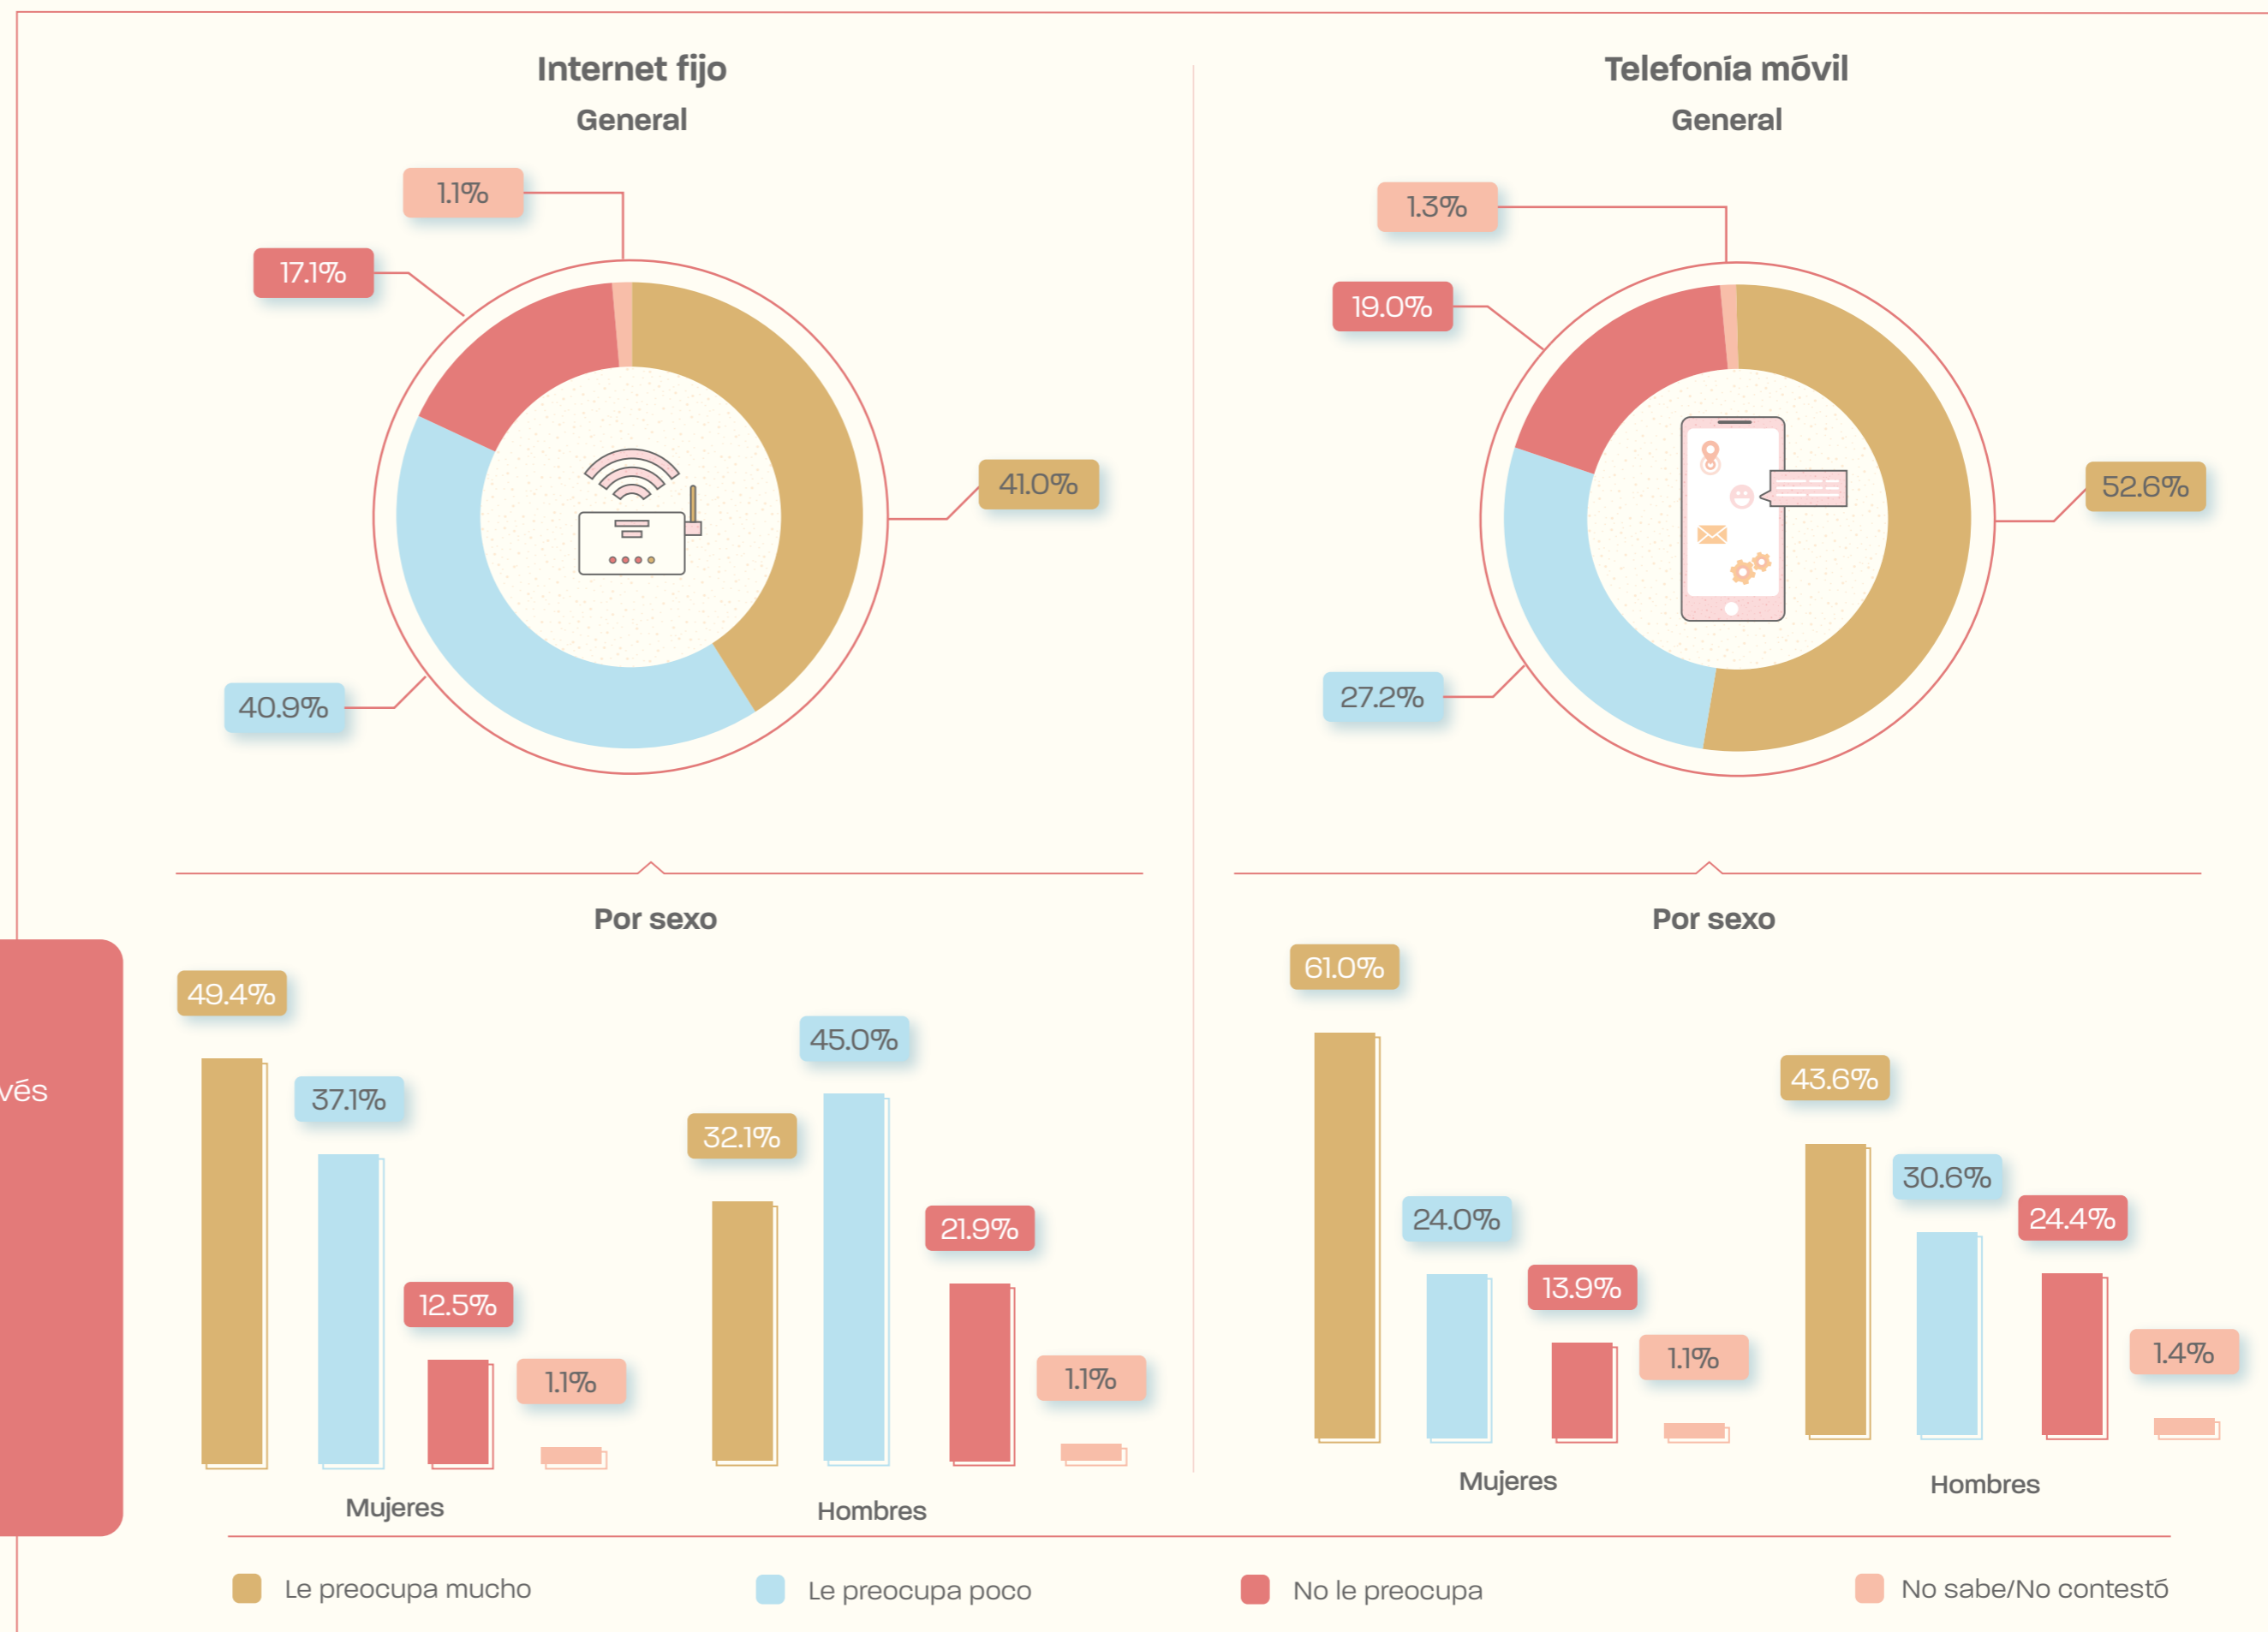 Internet fijo
General
1.1%
17.1%
41.0%
40.9%
Por sexo
49.4%
37.1%
12.5%
1.1%
Mujeres
32.1%
45.0%
21.9%
1.1%
Hombres
Telefonía móvil
General
1.3%
19.0%
52.6%
27.2%
Por sexo
61.0%
24.0%
13.9%
1.1%
Mujeres
43.6%
30.6%
24.4%
1.4%
Hombres
vés
Le preocupa mucho
Le preocupa poco
No le preocupa
No sabe/No contestó